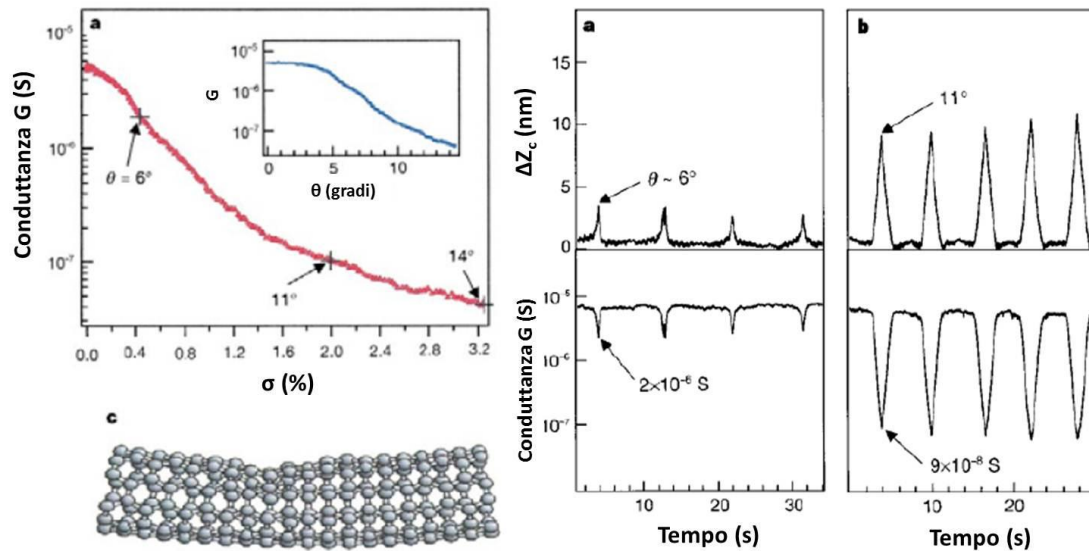 a
10⁻⁵
10⁻⁶
10⁻⁷
Conduttanza G (S)
θ = 6°
11°
14°
0.0 0.4 0.8 1.2 1.6 2.0 2.4 2.8 3.2
σ (%)
10⁻⁵
10⁻⁶
10⁻⁷
G
0 5 10
θ (gradi)
c
a
15
10
5
0
ΔZc (nm)
θ ~ 6°
10⁻⁵
10⁻⁶
10⁻⁷
Conduttanza G (S)
2×10⁻⁶ S
10 20 30
Tempo (s)
b
11°
9×10⁻⁸ S
10 20
Tempo (s)